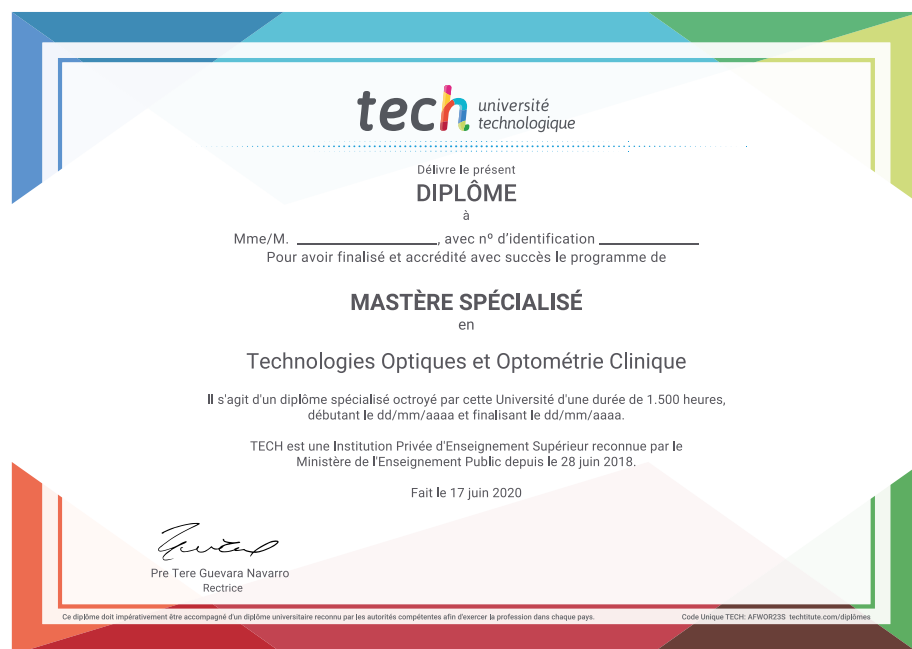 tech université
technologique
Délivre le présent
DIPLÔME
à
Mme/M. ____________________, avec nº d'identification ______________
Pour avoir finalisé et accrédité avec succès le programme de
MASTÈRE SPÉCIALISÉ
en
Technologies Optiques et Optométrie Clinique
Il s'agit d'un diplôme spécialisé octroyé par cette Université d'une durée de 1.500 heures,
débutant le dd/mm/aaaa et finalisant le dd/mm/aaaa.
TECH est une Institution Privée d'Enseignement Supérieur reconnue par le
Ministère de l'Enseignement Public depuis le 28 juin 2018.
Fait le 17 juin 2020
Pre Tere Guevara Navarro
Rectrice
Ce diplôme doit impérativement être accompagné d'un diplôme universitaire reconnu par les autorités compétentes afin d'exercer la profession dans chaque pays.
Code Unique TECH: AFWOR23S techtitute.com/diplômes